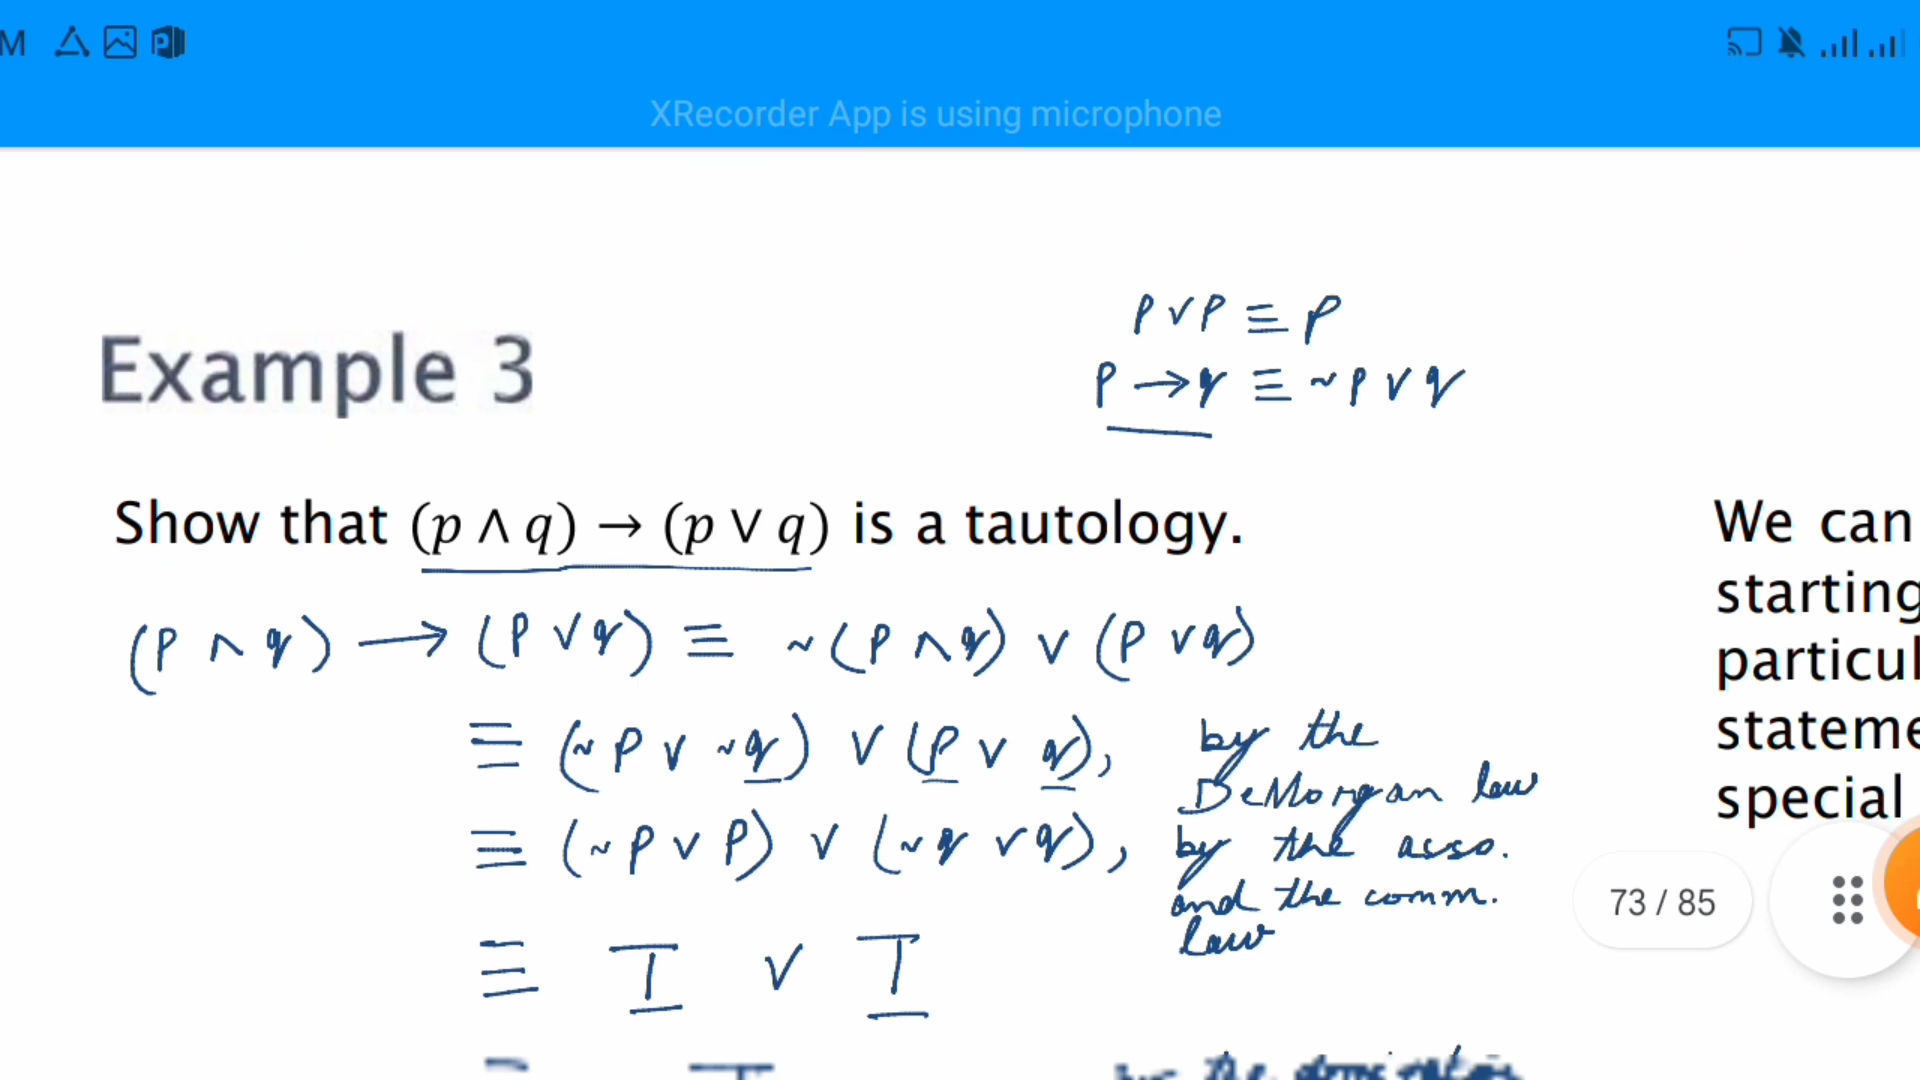 M
XRecorder App is using microphone
p ∨ p ≡ p
Example 3
p → q ≡ ~ p ∨ q
Show that (p ∧ q) → (p ∨ q) is a tautology.
We can
starting
(p ∧ q) → (p ∨ q) ≡ ~ (p ∧ q) ∨ (p ∨ q)
particul
≡ (~ p ∨ ~ q) ∨ (p ∨ q), by the
DeMorgan law
stateme
special
≡ (~ p ∨ p) ∨ (~ q ∨ q), by the asso.
and the comm.
law
73 / 85
≡ T ∨ T
the